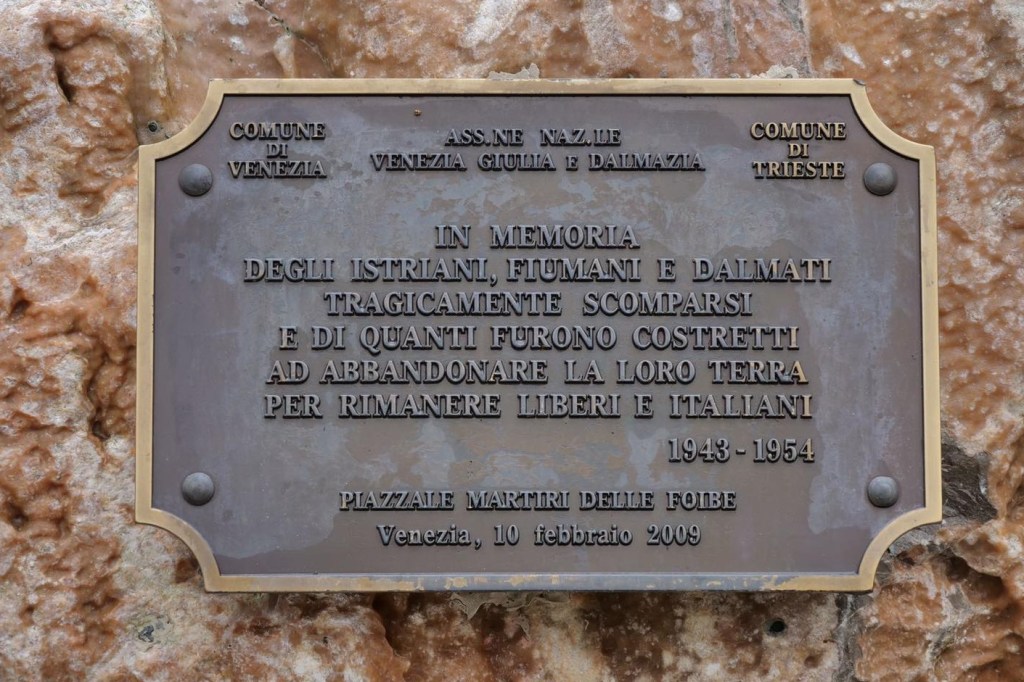 COMUNE
DI
VENEZIA
ASS.NE NAZ.LE
VENEZIA GIULIA E DALMAZIA
COMUNE
DI
TRIESTE
IN MEMORIA
DEGLI ISTRIANI, FIUMANI E DALMATI
TRAGICAMENTE SCOMPARSI
E DI QUANTI FURONO COSTRETTI
AD ABBANDONARE LA LORO TERRA
PER RIMANERE LIBERI E ITALIANI
1943 - 1954
PIAZZALE MARTIRI DELLE FOIBE
Venezia, 10 febbraio 2009